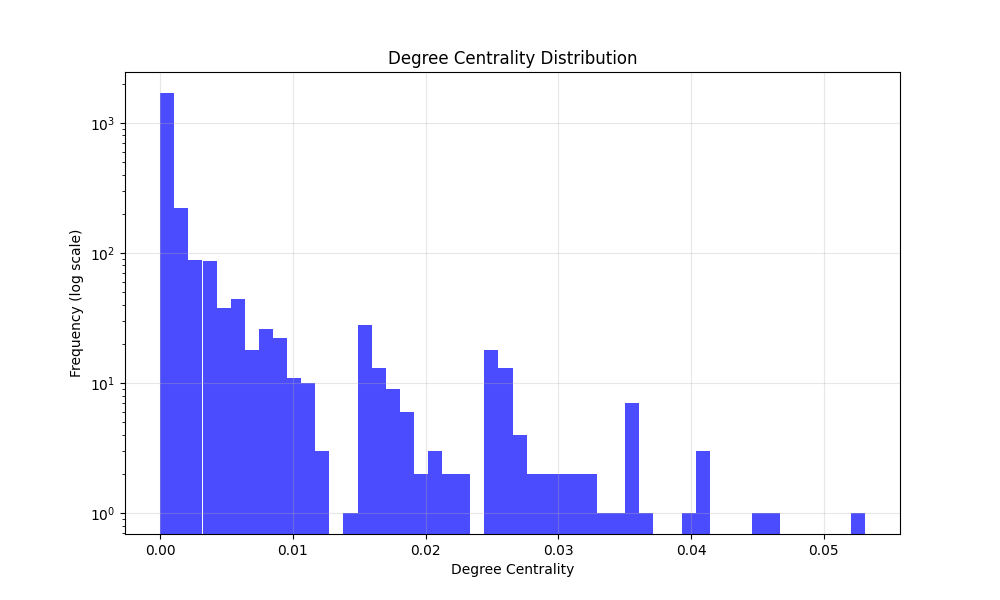 Degree Centrality Distribution
Frequency (log scale)
10³
10²
10¹
10⁰
0.00 0.01 0.02 0.03 0.04 0.05
Degree Centrality